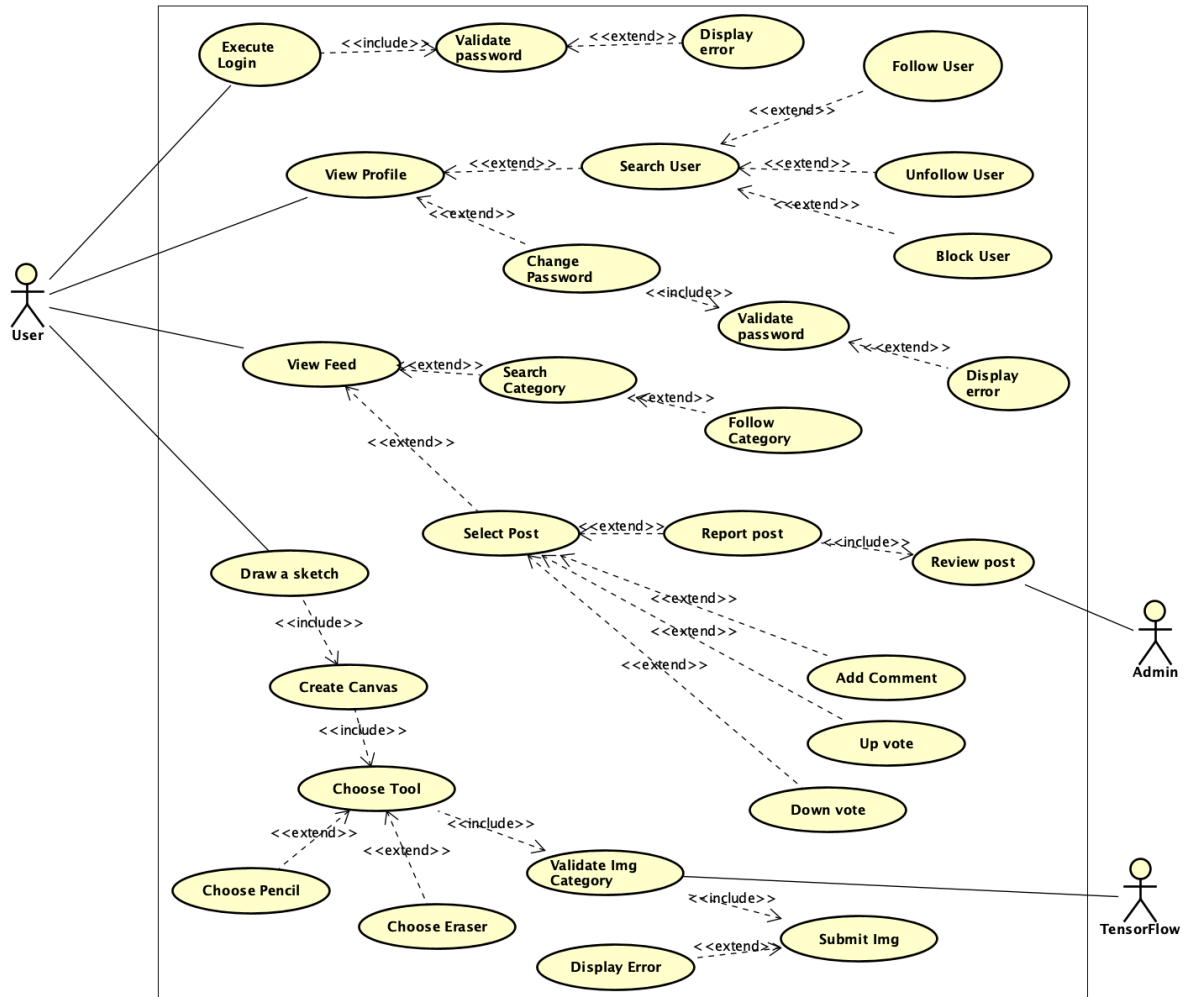 Execute
Login
<<include>>
Validate
password
<<extend>>
Display
error
Follow User
<<extend>>
View Profile
<<extend>>
Search User
<<extend>>
Unfollow User
<<extend>>
<<extend>>
Block User
Change
Password
<<include>>
Validate
password
<<extend>>
Display
error
User
View Feed
<<extend>>
Search
Category
<<extend>>
Follow
Category
<<extend>>
Select Post
<<extend>>
Report post
<<include>>
Review post
Admin
Draw a sketch
<<include>>
<<extend>>
<<extend>>
<<extend>>
Add Comment
Up vote
Down vote
Create Canvas
<<include>>
Choose Tool
<<extend>>
<<extend>>
<<include>>
Choose Pencil
Choose Eraser
Validate Img
Category
TensorFlow
<<include>>
Submit Img
<<extend>>
Display Error